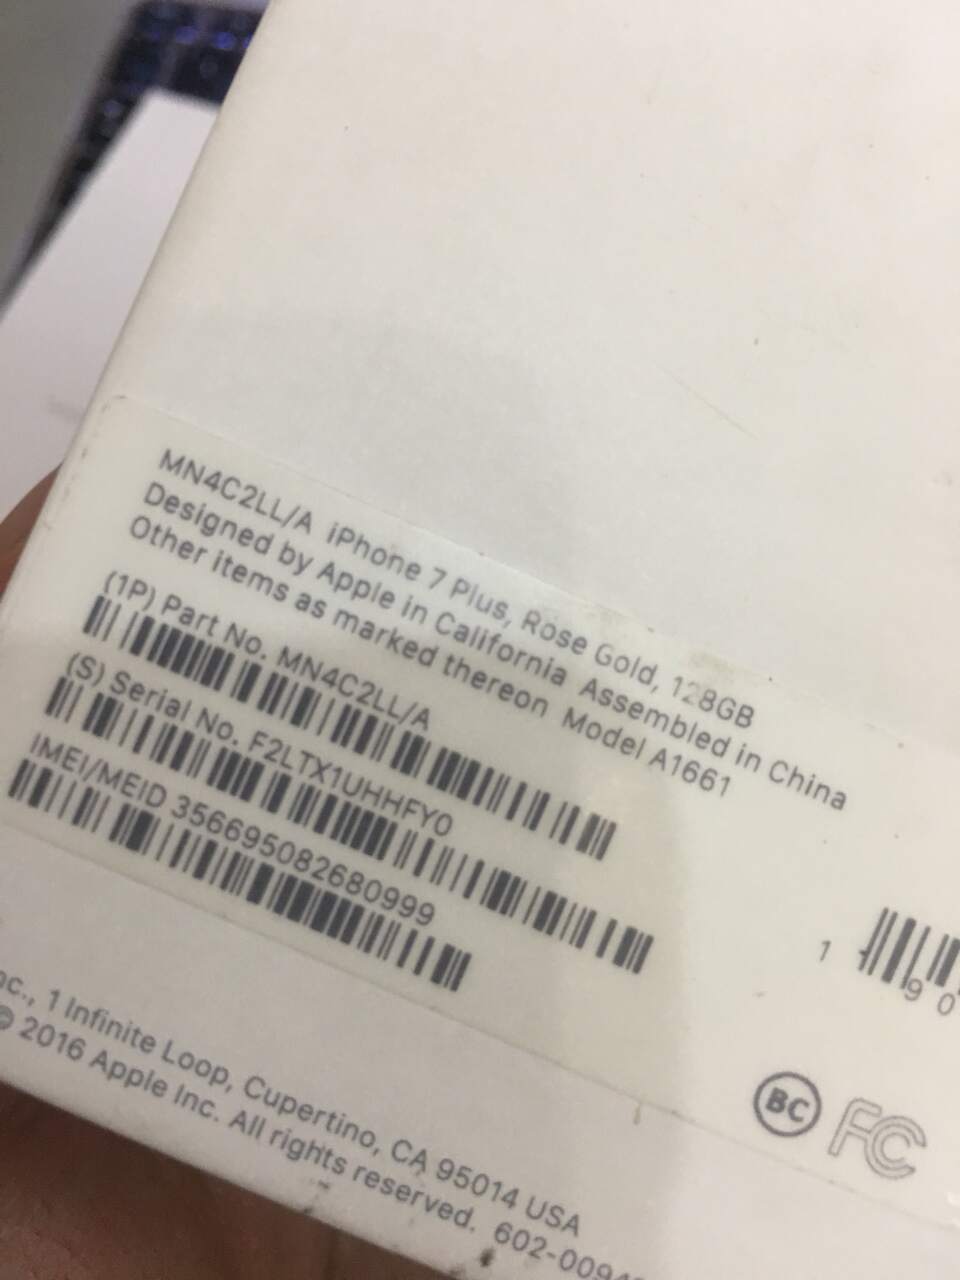 MN4C2LL/A iPhone 7 Plus, Rose Gold, 128GB
Designed by Apple in California Assembled in China
Other items as marked thereon Model A1661
(1P) Part No. MN4C2LL/A
(S) Serial No. F2LTX1UHHFY0
IMEI/MEID 356695082680999
1 90
BC FC
1 Infinite Loop, Cupertino, CA 95014 USA
© 2016 Apple Inc. All rights reserved.